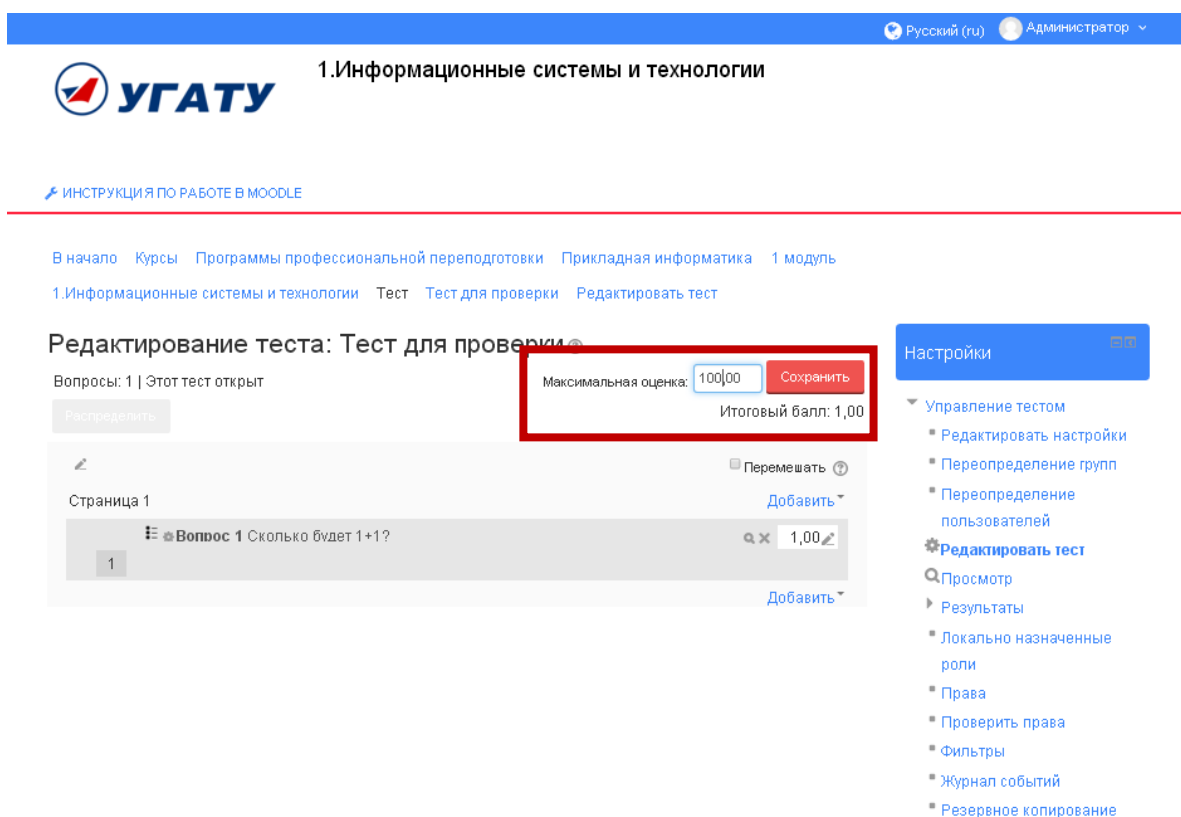 Русский (ru) Администратор
УГАТУ
1.Информационные системы и технологии
ИНСТРУКЦИЯ ПО РАБОТЕ В MOODLE
В начало Курсы Программы профессиональной переподготовки Прикладная информатика 1 модуль
1.Информационные системы и технологии Тест Тест для проверки Редактировать тест
Редактирование теста: Тест для проверки
Вопросы: 1 | Этот тест открыт
Максимальная оценка: 100,00 Сохранить
Распределить
Итоговый балл: 1,00
Перемешать
Страница 1
Добавить
Вопрос 1 Сколько будет 1+1?
1,00
1
Добавить
Настройки
Управление тестом
Редактировать настройки
Переопределение групп
Переопределение
пользователей
Редактировать тест
Просмотр
Результаты
Локально назначенные
роли
Права
Проверить права
Фильтры
Журнал событий
Резервное копирование